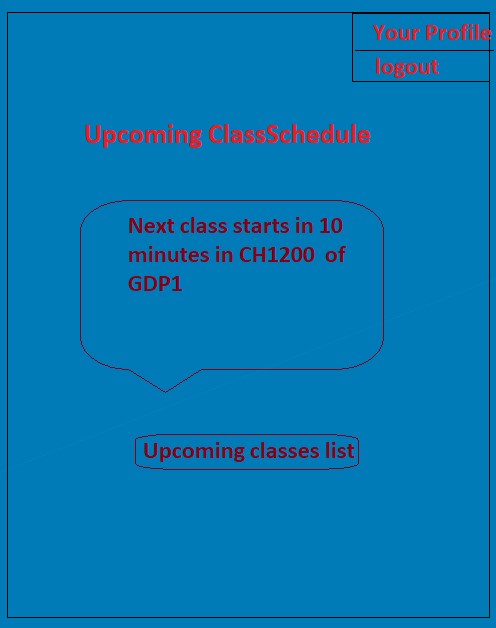 Your Profile
logout
Upcoming ClassSchedule
Next class starts in 10
minutes in CH1200  of
GDP1
Upcoming classes list